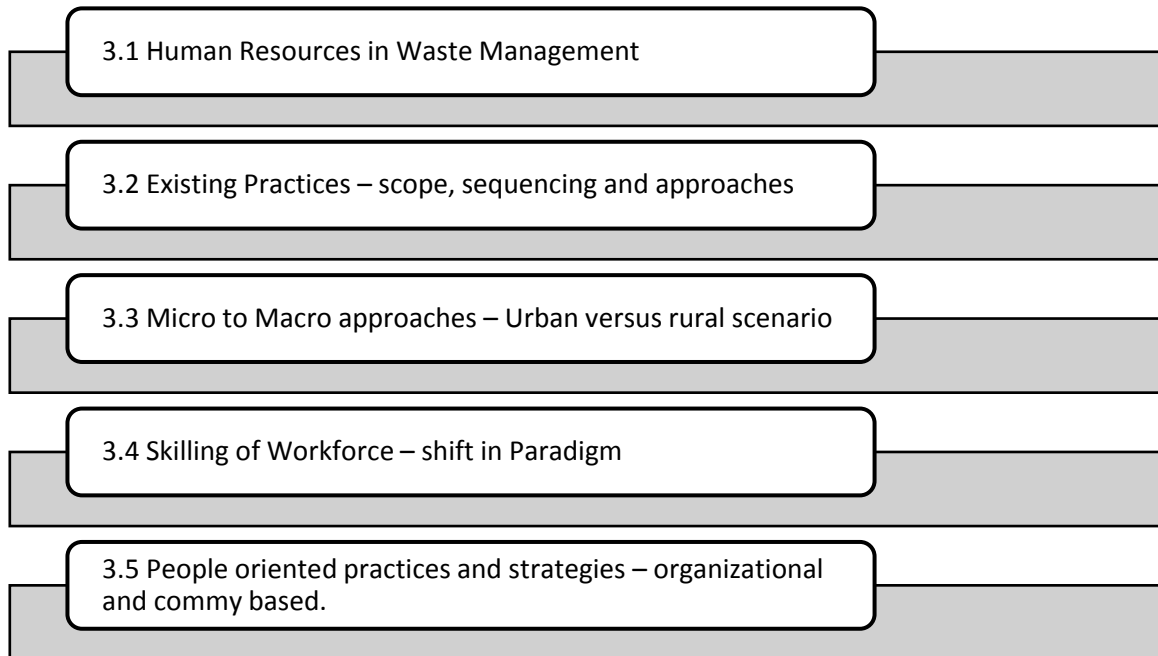 3.1 Human Resources in Waste Management
3.2 Existing Practices – scope, sequencing and approaches
3.3 Micro to Macro approaches – Urban versus rural scenario
3.4 Skilling of Workforce – shift in Paradigm
3.5 People oriented practices and strategies – organizational
and commy based.